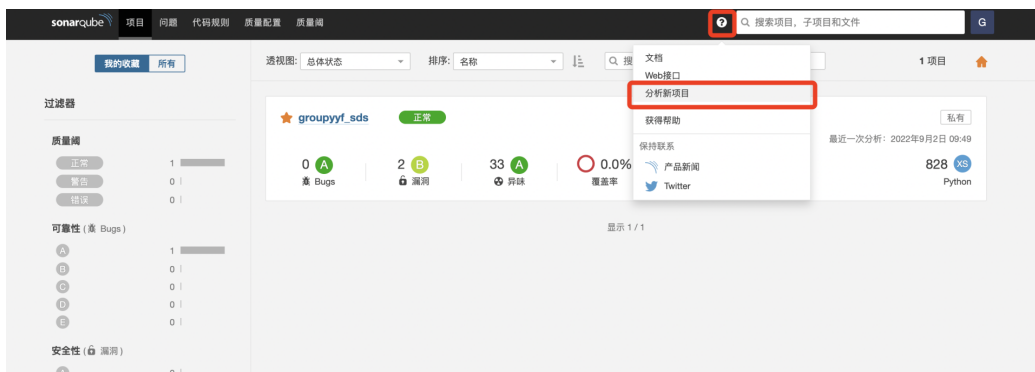 sonarqube 项目 问题 代码规则 质量配置 质量阈 搜索项目，子项目和文件 G
我的收藏 所有 透视图: 总体状态 排序: 名称 搜 1 项目
文档
Web接口
分析新项目
获得帮助
保持联系
产品新闻
Twitter
过滤器
质量阈
正常 1
警告 0
错误 0
可靠性 ( Bugs )
A 1
B 0
C 0
D 0
E 0
安全性 ( 漏洞 )
groupyyf_sds 正常 私有
最近一次分析: 2022年9月2日 09:49
0 A 2 B 33 A 0.0% 828 XS
Bugs 漏洞 异味 覆盖率 Python
显示 1 / 1